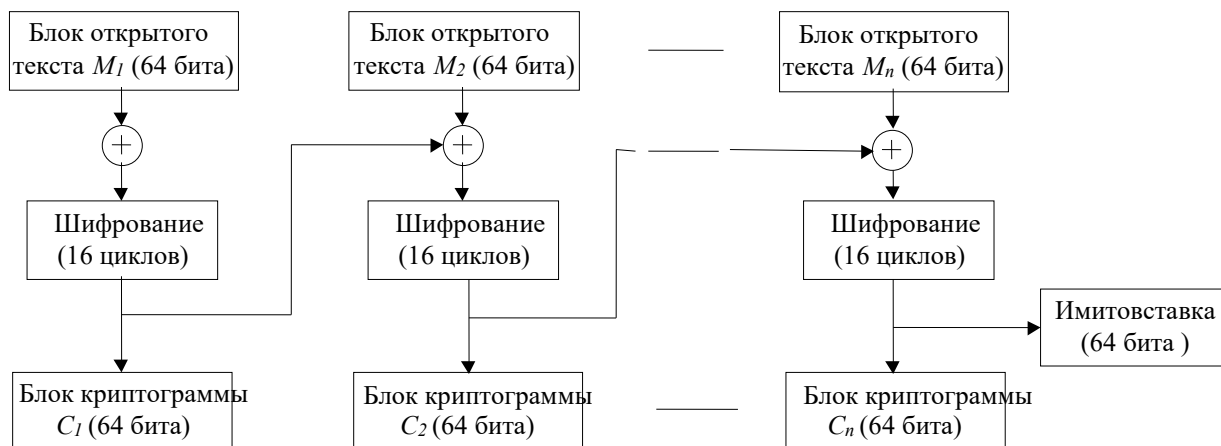 Блок открытого
текста M1 (64 бита)
Блок открытого
текста M2 (64 бита)
Блок открытого
текста Mn (64 бита)
Шифрование
(16 циклов)
Шифрование
(16 циклов)
Шифрование
(16 циклов)
Имитовставка
(64 бита )
Блок криптограммы
C1 (64 бита)
Блок криптограммы
C2 (64 бита)
Блок криптограммы
Cn (64 бита)